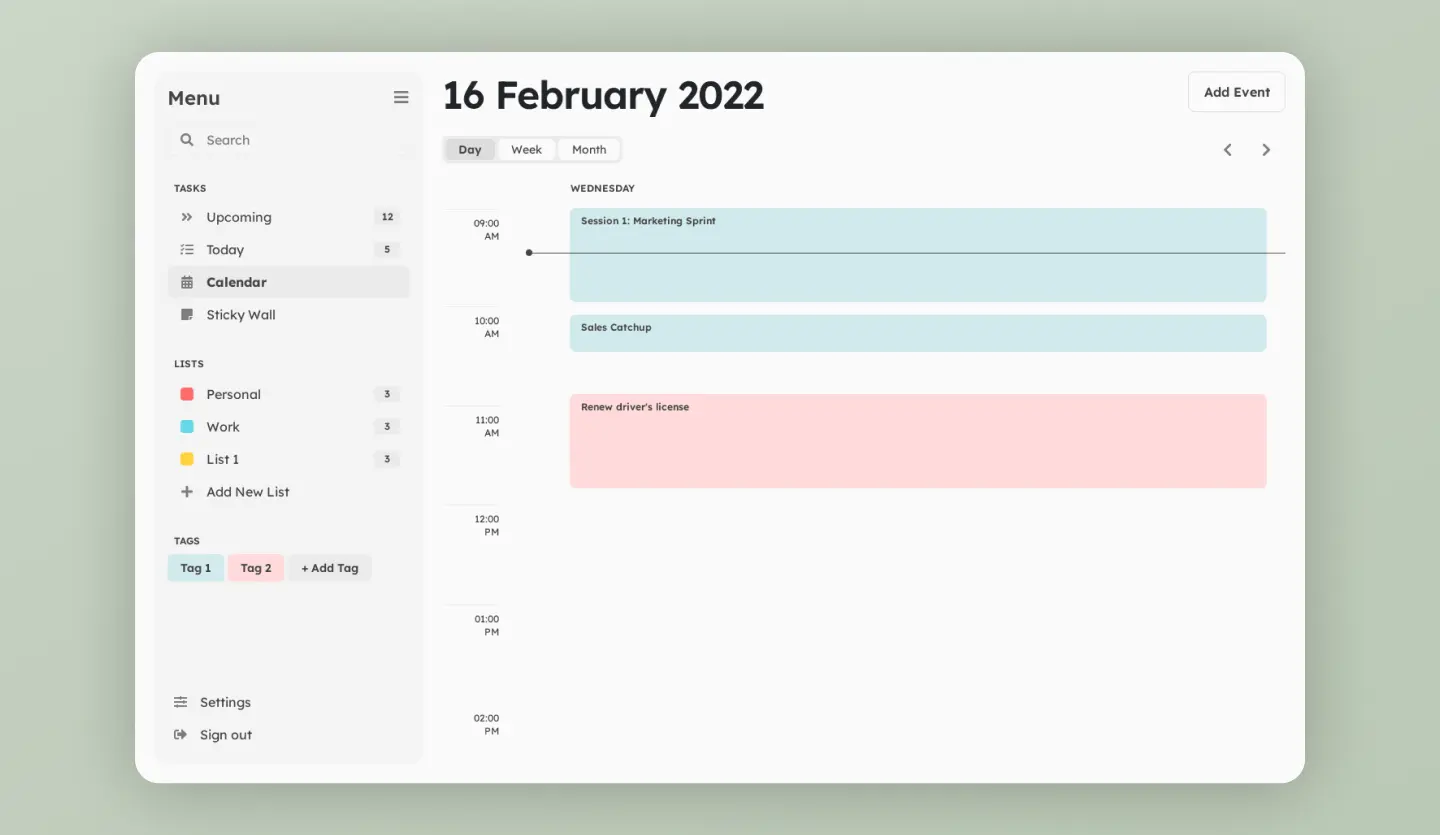 Menu
Search
TASKS
Upcoming 12
Today 5
Calendar
Sticky Wall
LISTS
Personal 3
Work 3
List 1 3
+ Add New List
TAGS
Tag 1 Tag 2 + Add Tag
Settings
Sign out
16 February 2022
Add Event
Day Week Month
WEDNESDAY
09:00
AM
Session 1: Marketing Sprint
10:00
AM
Sales Catchup
Renew driver's license
11:00
AM
12:00
PM
01:00
PM
02:00
PM